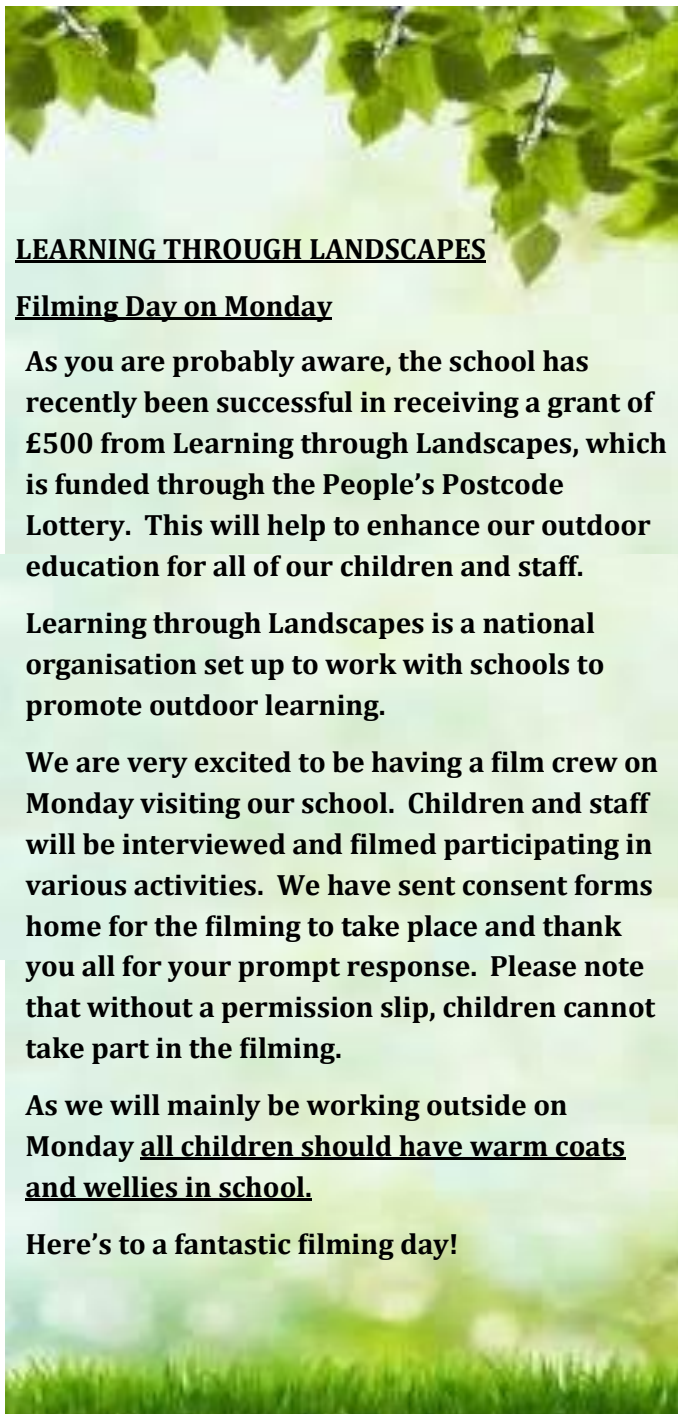 LEARNING THROUGH LANDSCAPES
Filming Day on Monday
As you are probably aware, the school has
recently been successful in receiving a grant of
£500 from Learning through Landscapes, which
is funded through the People’s Postcode
Lottery.  This will help to enhance our outdoor
education for all of our children and staff.
Learning through Landscapes is a national
organisation set up to work with schools to
promote outdoor learning.
We are very excited to be having a film crew on
Monday visiting our school.  Children and staff
will be interviewed and filmed participating in
various activities.  We have sent consent forms
home for the filming to take place and thank
you all for your prompt response.  Please note
that without a permission slip, children cannot
take part in the filming.
As we will mainly be working outside on
Monday all children should have warm coats
and wellies in school.
Here’s to a fantastic filming day!